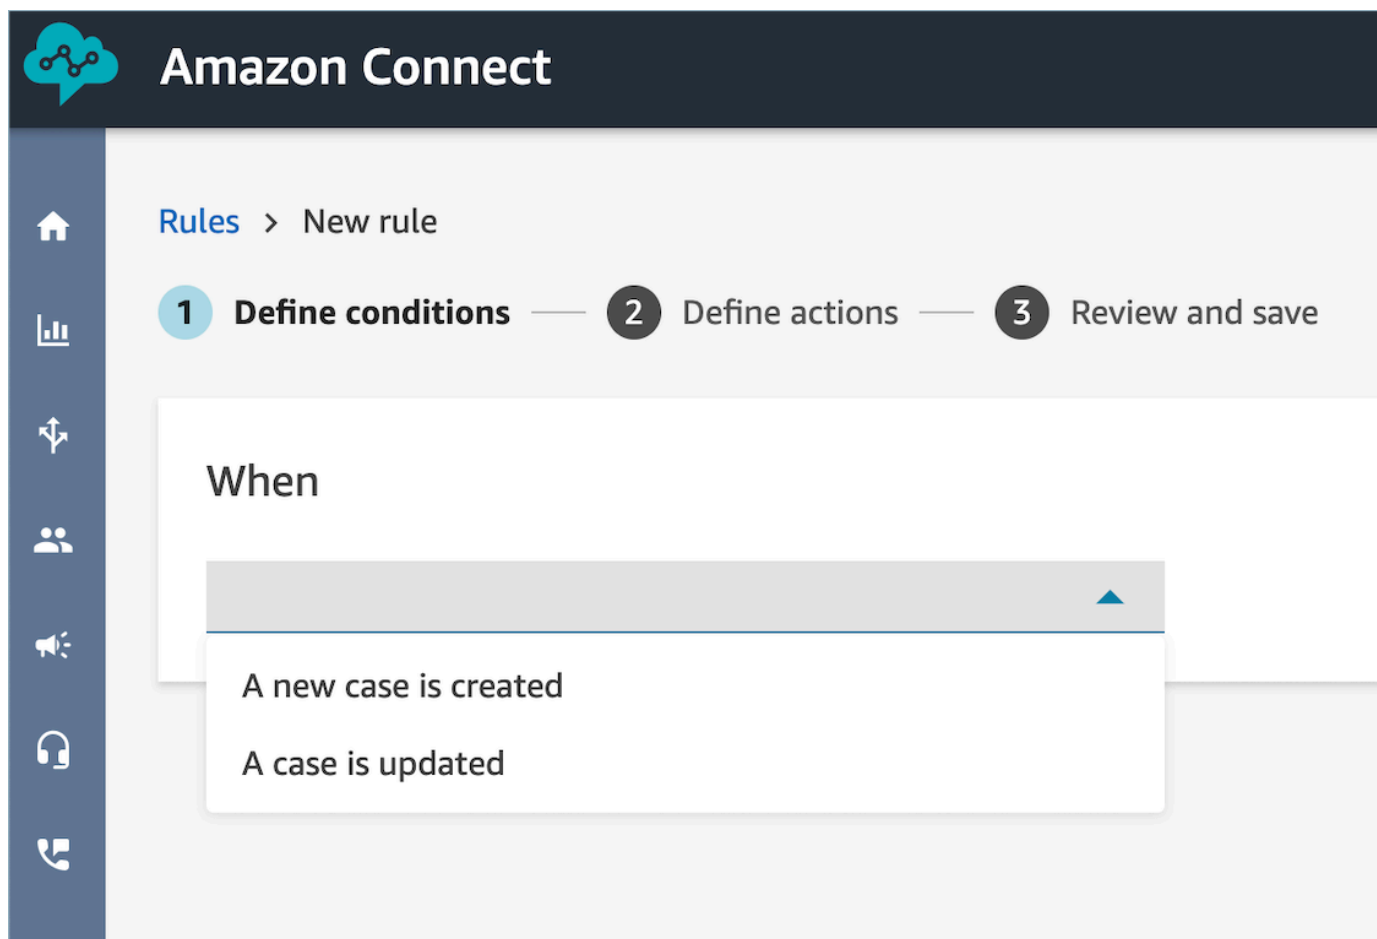 Amazon Connect
Rules > New rule
1 Define conditions 2 Define actions 3 Review and save
When
A new case is created
A case is updated